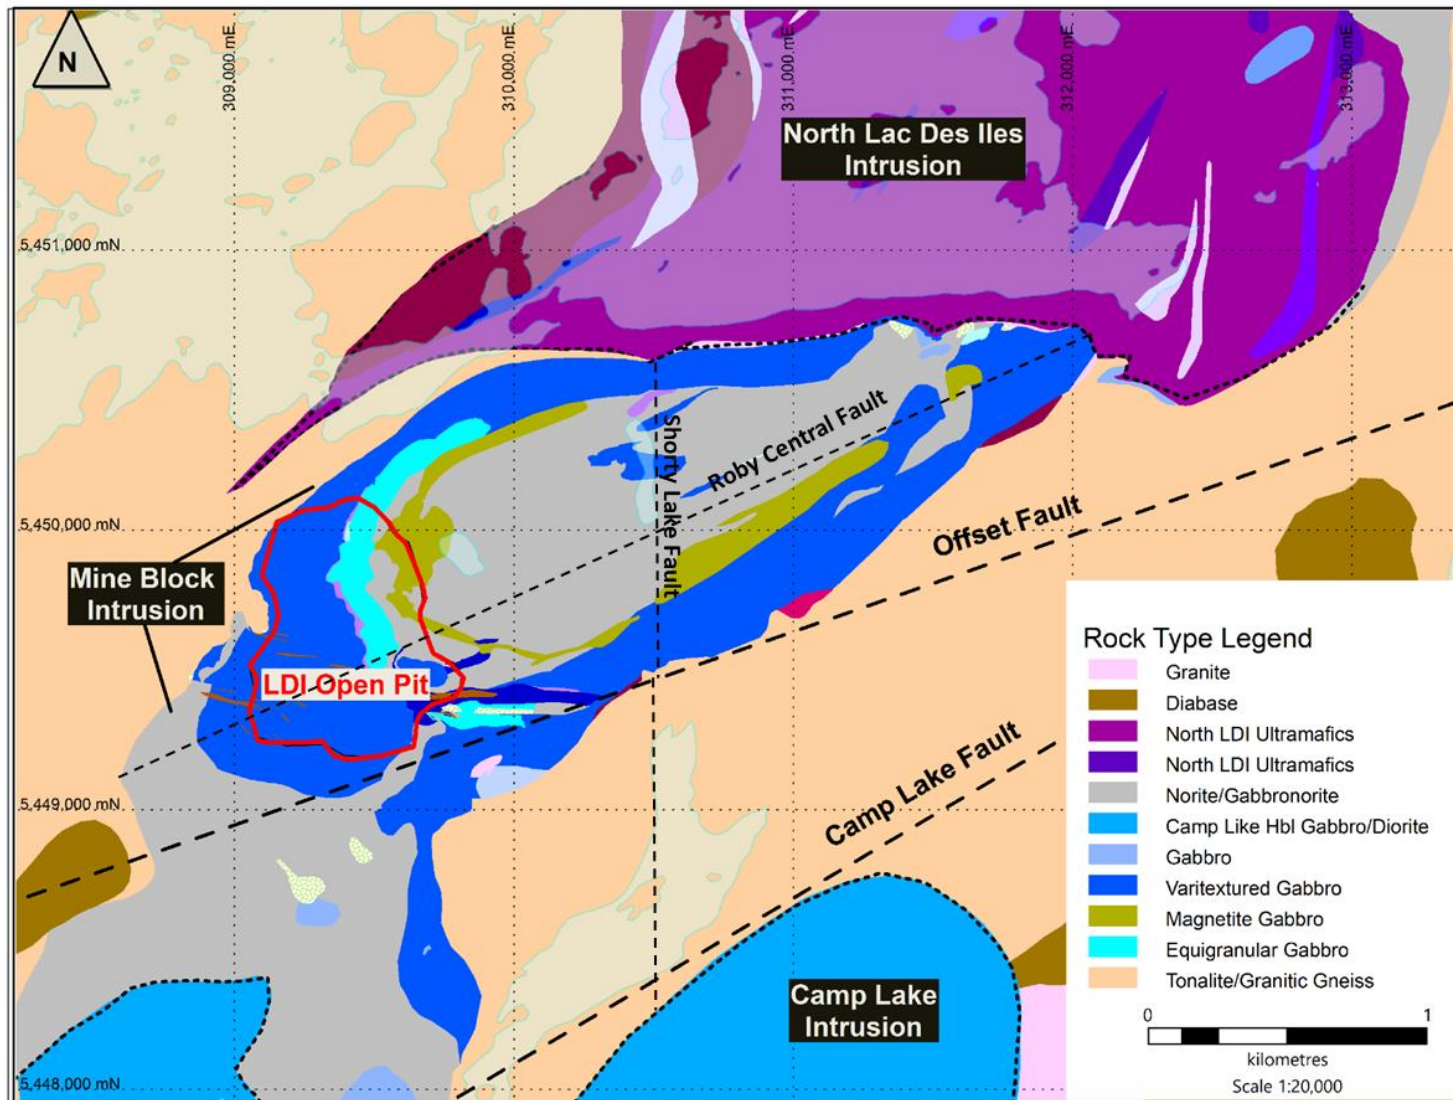 N
309,000 mE
310,000 mE
311,000 mE
312,000 mE
313,000 mE
North Lac Des Iles
Intrusion
5,451,000 mN
Shorty Lake Fault
Roby Central Fault
5,450,000 mN
Offset Fault
Mine Block
Intrusion
LDI Open Pit
Camp Lake Fault
5,449,000 mN
Camp Lake
Intrusion
5,448,000 mN
Rock Type Legend
Granite
Diabase
North LDI Ultramafics
North LDI Ultramafics
Norite/Gabbronorite
Camp Like Hbl Gabbro/Diorite
Gabbro
Varitextured Gabbro
Magnetite Gabbro
Equigranular Gabbro
Tonalite/Granitic Gneiss
0 1
kilometres
Scale 1:20,000